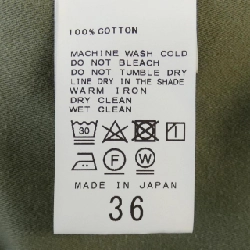 100%COTTON
MACHINE WASH COLD
DO NOT BLEACH
DO NOT TUMBLE DRY
LINE DRY IN THE SHADE
WARM IRON
DRY CLEAN
WET CLEAN
30
F W
MADE IN JAPAN
36